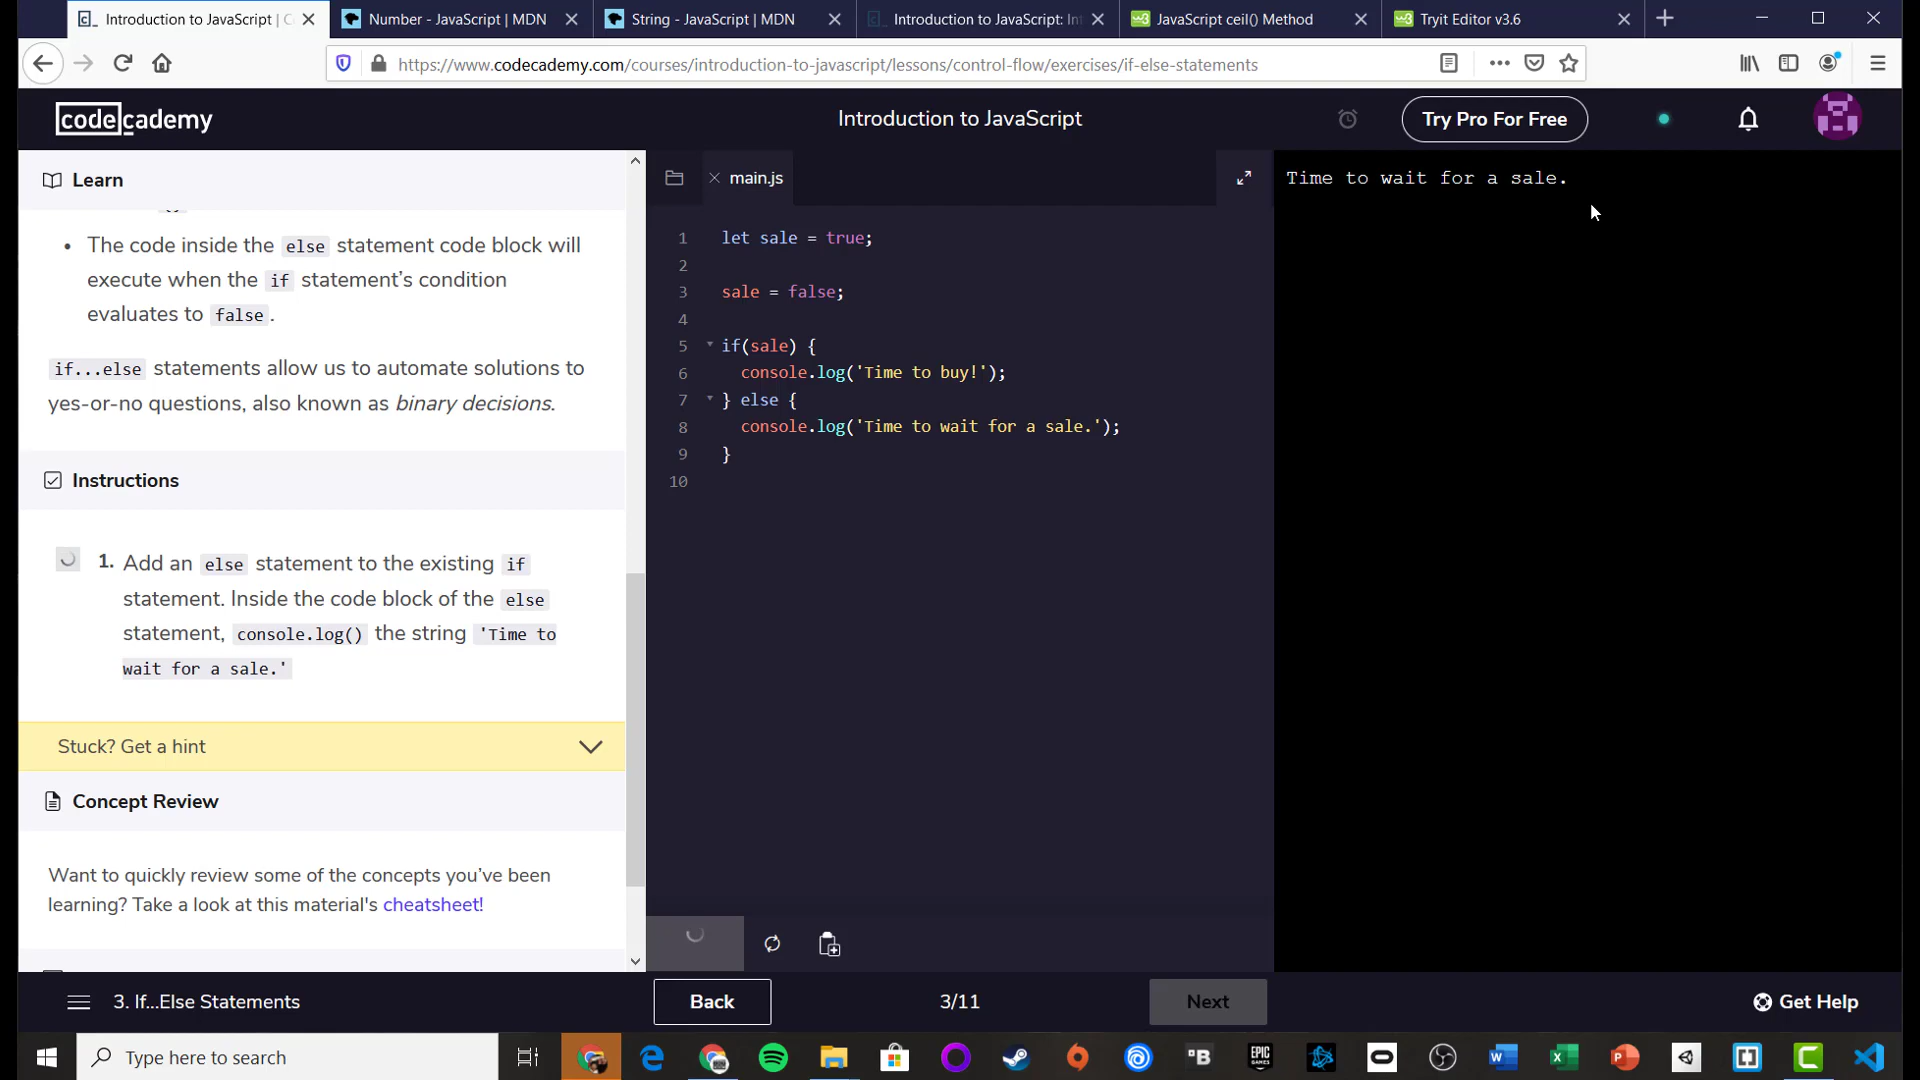 Introduction to JavaScript | C
Number - JavaScript | MDN
String - JavaScript | MDN
Introduction to JavaScript: In
JavaScript ceil() Method
Tryit Editor v3.6
https://www.codecademy.com/courses/introduction-to-javascript/lessons/control-flow/exercises/if-else-statements
codecademy
Introduction to JavaScript
Try Pro For Free
Learn
The code inside the else statement code block will
execute when the if statement’s condition
evaluates to false.
if...else statements allow us to automate solutions to
yes-or-no questions, also known as binary decisions.
Instructions
1. Add an else statement to the existing if
statement. Inside the code block of the else
statement, console.log() the string 'Time to
wait for a sale.'
Stuck? Get a hint
Concept Review
Want to quickly review some of the concepts you’ve been
learning? Take a look at this material's cheatsheet!
main.js
1 let sale = true;
2
3 sale = false;
4
5 if(sale) {
6 console.log('Time to buy!');
7 } else {
8 console.log('Time to wait for a sale.');
9 }
10
Time to wait for a sale.
3. If...Else Statements
Back
3/11
Next
Get Help
Type here to search